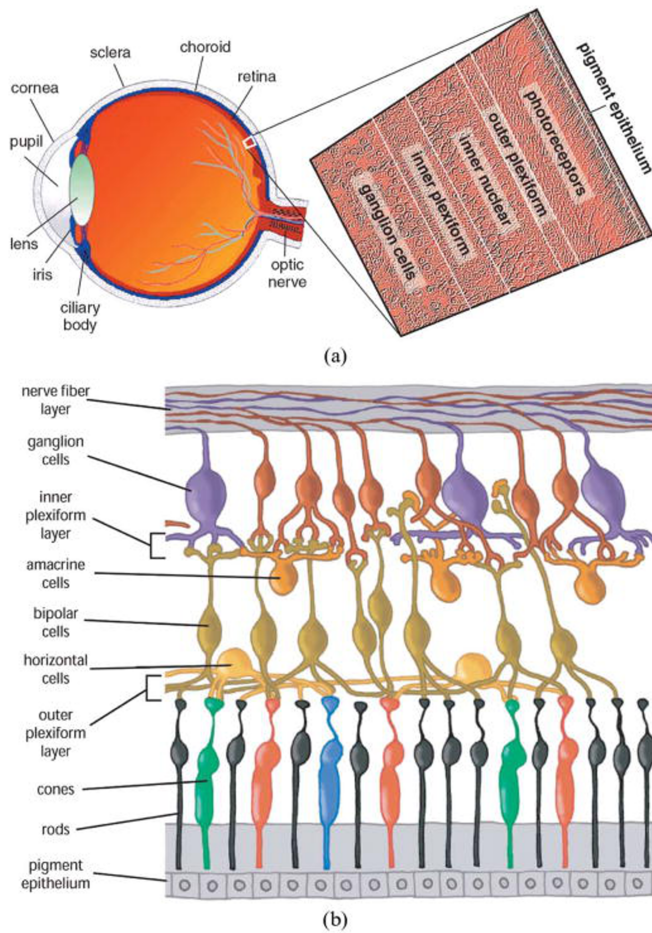 sclera
choroid
retina
cornea
pupil
lens
iris
ciliary
body
optic
nerve
ganglion cells
inner plexiform
inner nuclear
outer plexiform
photoreceptors
pigment epithelium
(a)
nerve fiber
layer
ganglion
cells
inner
plexiform
layer
amacrine
cells
bipolar
cells
horizontal
cells
outer
plexiform
layer
cones
rods
pigment
epithelium
(b)